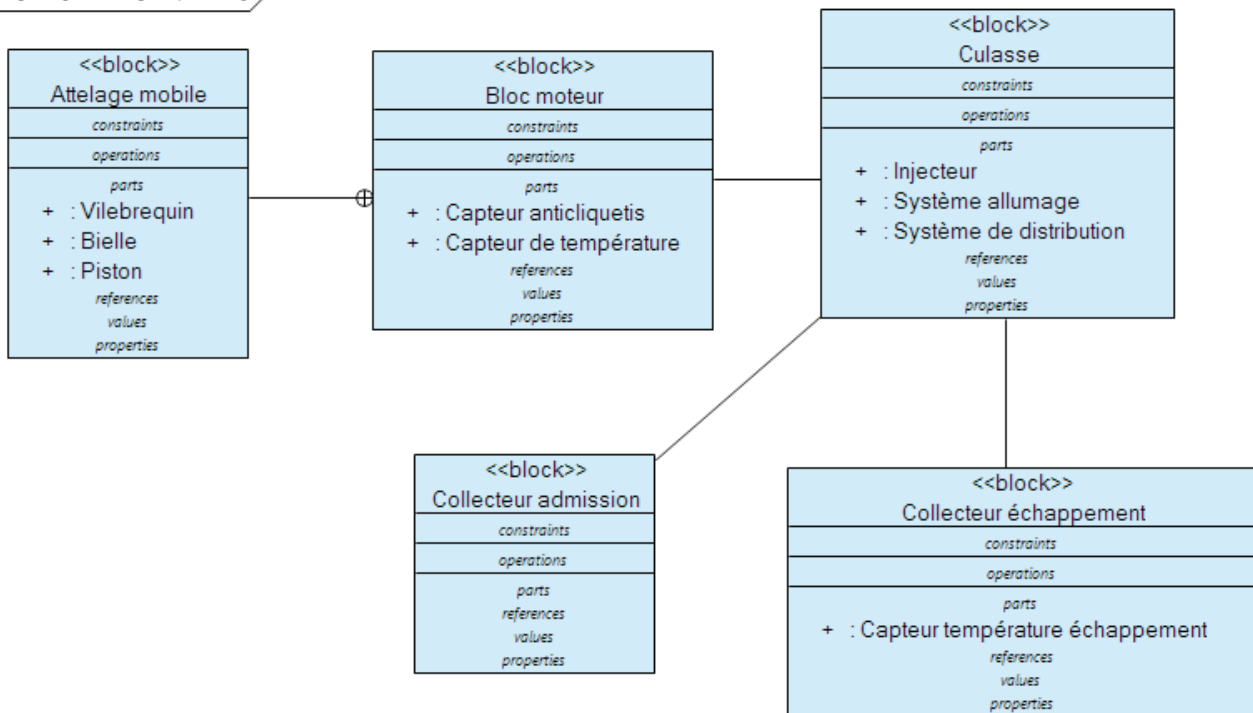 <<block>>
Attelage mobile
constraints
operations
parts
+ : Vilebrequin
+ : Bielle
+ : Piston
references
values
properties
<<block>>
Bloc moteur
constraints
operations
parts
+ : Capteur anticliquetis
+ : Capteur de température
references
values
properties
<<block>>
Culasse
constraints
operations
parts
+ : Injecteur
+ : Système allumage
+ : Système de distribution
references
values
properties
<<block>>
Collecteur admission
constraints
operations
parts
references
values
properties
<<block>>
Collecteur échappement
constraints
operations
parts
+ : Capteur température échappement
references
values
properties